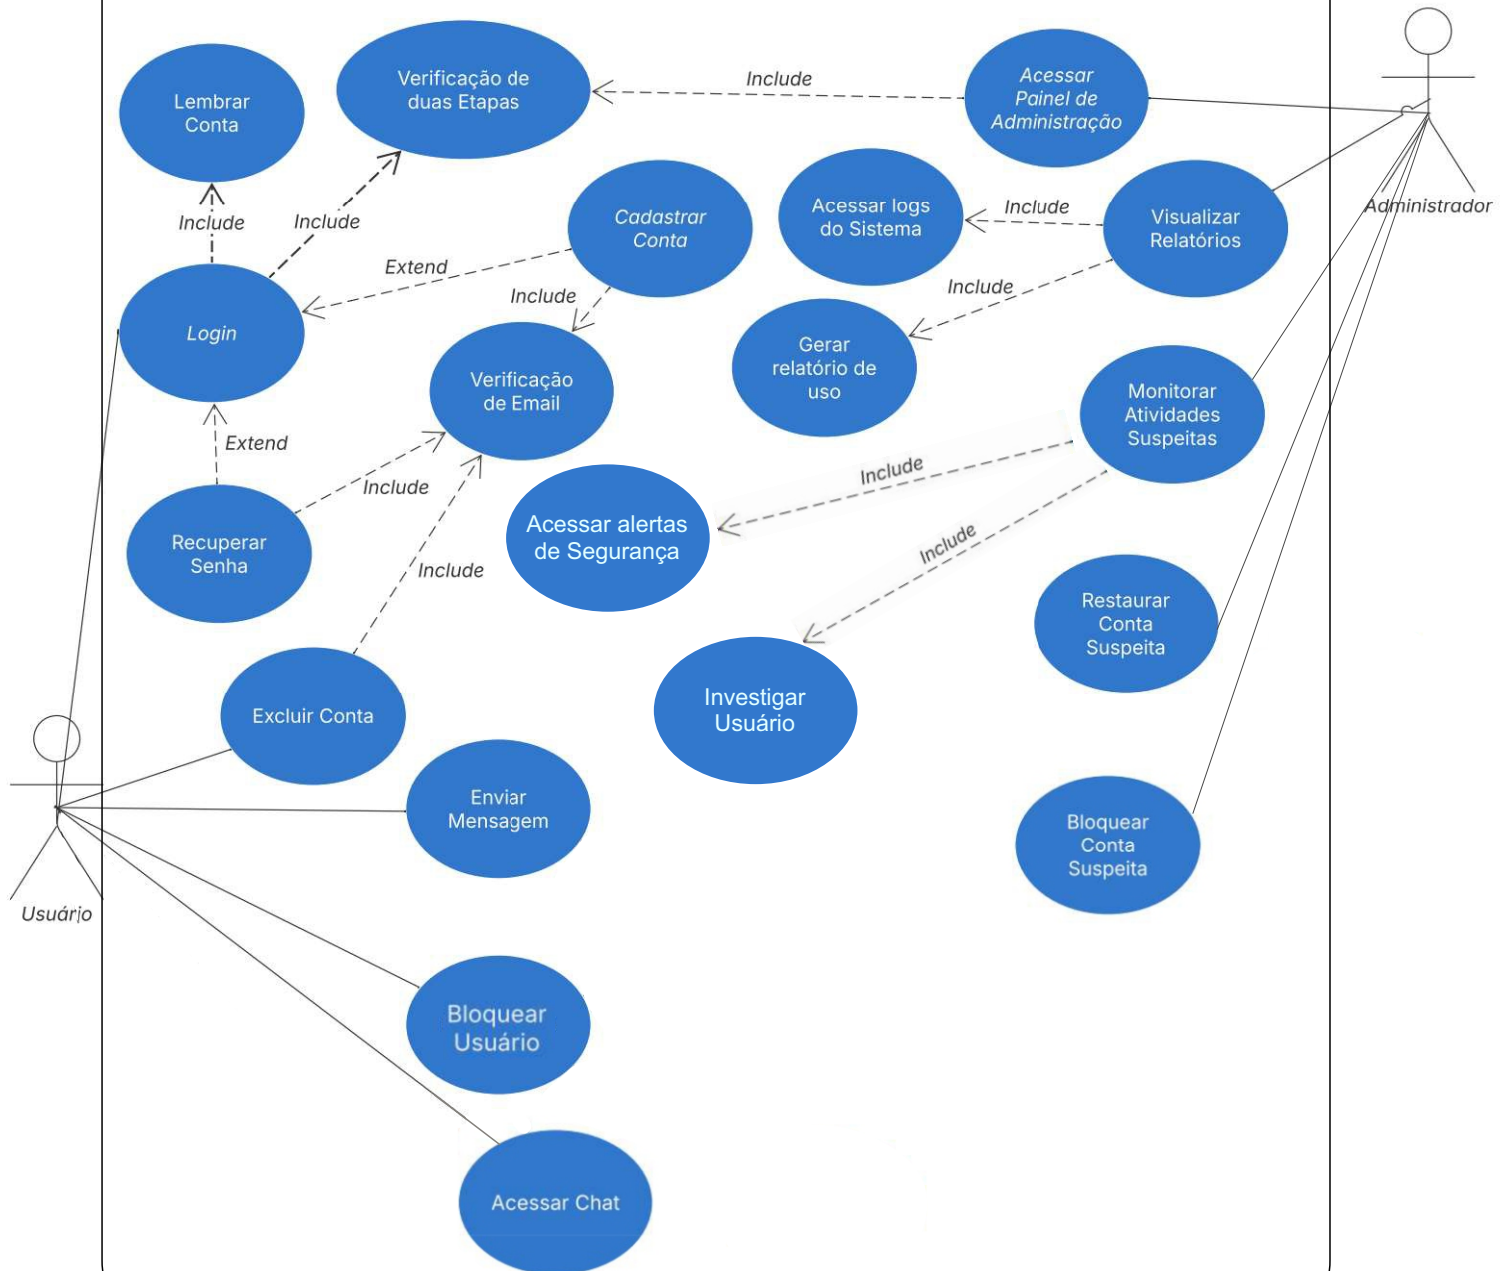 Lembrar
Conta
Verificação de
duas Etapas
Include
Acessar
Painel de
Administração
Include
Include
Cadastrar
Conta
Acessar logs
do Sistema
Include
Visualizar
Relatórios
Administrador
Extend
Include
Include
Login
Verificação
de Email
Gerar
relatório de
uso
Monitorar
Atividades
Suspeitas
Extend
Include
Include
Recuperar
Senha
Acessar alertas
de Segurança
Include
Include
Restaurar
Conta
Suspeita
Excluir Conta
Investigar
Usuário
Enviar
Mensagem
Bloquear
Conta
Suspeita
Usuário
Bloquear
Usuário
Acessar Chat